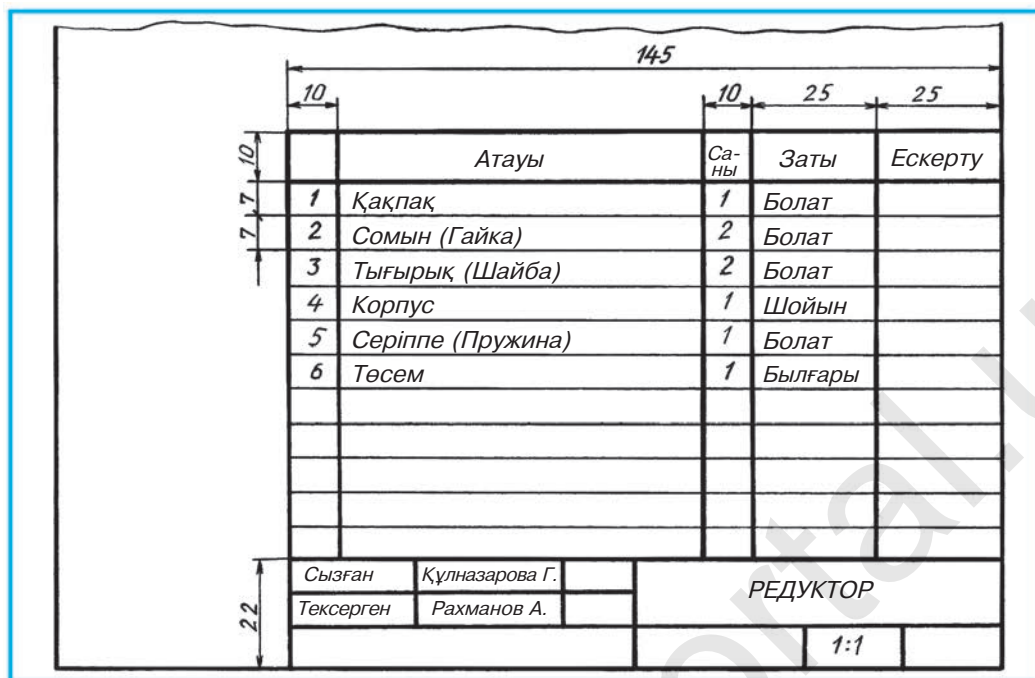 145
10 10 25 25
10 Атауы Са-
ны Заты Ескерту
7 1 Қақпақ 1 Болат
7 2 Сомын (Гайка) 2 Болат
3 Тығырық (Шайба) 2 Болат
4 Корпус 1 Шойын
5 Серіппе (Пружина) 1 Болат
6 Төсем 1 Былғары
22 Сызған Құлназарова Г. РЕДУКТОР
Тексерген Рахманов А.
1:1